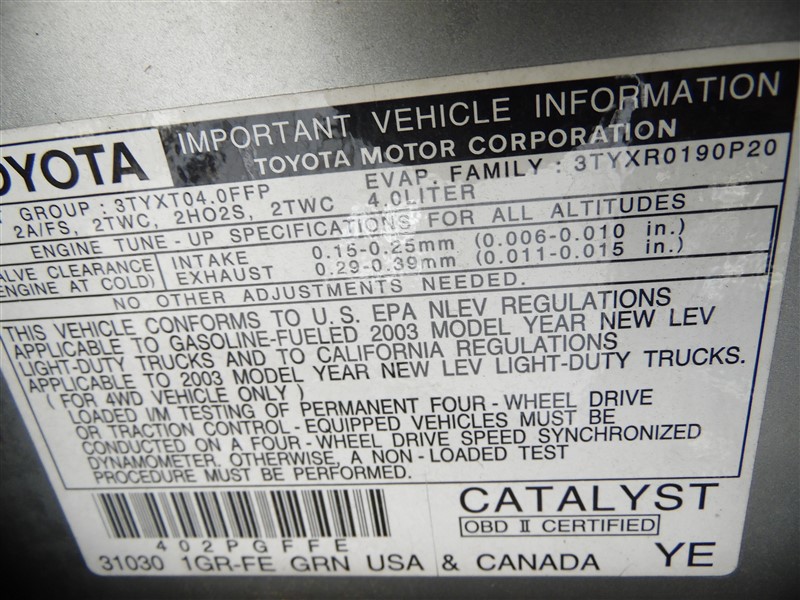 TOYOTA IMPORTANT VEHICLE INFORMATION
TOYOTA MOTOR CORPORATION
GROUP : 3TYXT04.0FFP EVAP. FAMILY : 3TYXR0190P20
2A/FS, 2TWC, 2HO2S, 2TWC 4.0LITER
ENGINE TUNE-UP SPECIFICATIONS FOR ALL ALTITUDES
VALVE CLEARANCE INTAKE 0.15-0.25mm (0.006-0.010 in.)
(ENGINE AT COLD) EXHAUST 0.29-0.39mm (0.011-0.015 in.)
NO OTHER ADJUSTMENTS NEEDED.
THIS VEHICLE CONFORMS TO U.S. EPA NLEV REGULATIONS
APPLICABLE TO GASOLINE-FUELED 2003 MODEL YEAR NEW LEV
LIGHT-DUTY TRUCKS AND TO CALIFORNIA REGULATIONS
APPLICABLE TO 2003 MODEL YEAR NEW LEV LIGHT-DUTY TRUCKS.
( FOR 4WD VEHICLE ONLY )
LOADED I/M TESTING OF PERMANENT FOUR-WHEEL DRIVE
OR TRACTION CONTROL-EQUIPPED VEHICLES MUST BE
CONDUCTED ON A FOUR-WHEEL DRIVE SPEED SYNCHRONIZED
DYNAMOMETER. OTHERWISE, A NON-LOADED TEST
PROCEDURE MUST BE PERFORMED.
CATALYST
OBD II CERTIFIED
402PGFFE
31030 1GR-FE GRN USA & CANADA YE